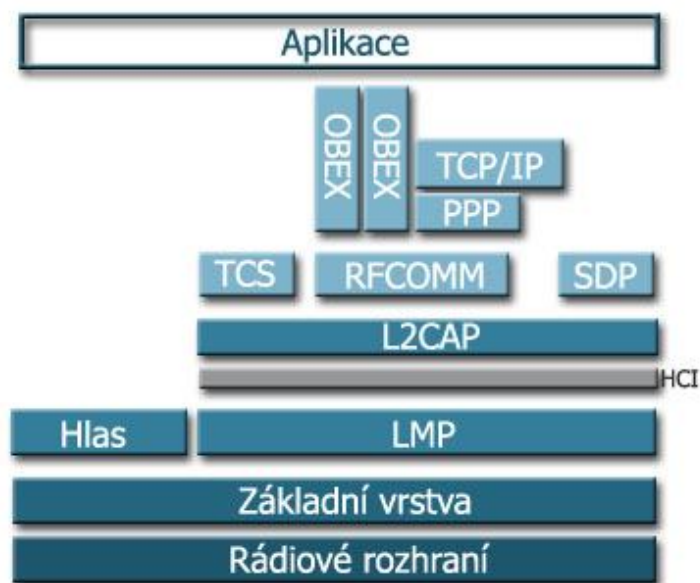 Aplikace
OBEX
OBEX
TCP/IP
PPP
TCS
RFCOMM
SDP
L2CAP
HCI
Hlas
LMP
Základní vrstva
Rádiové rozhraní